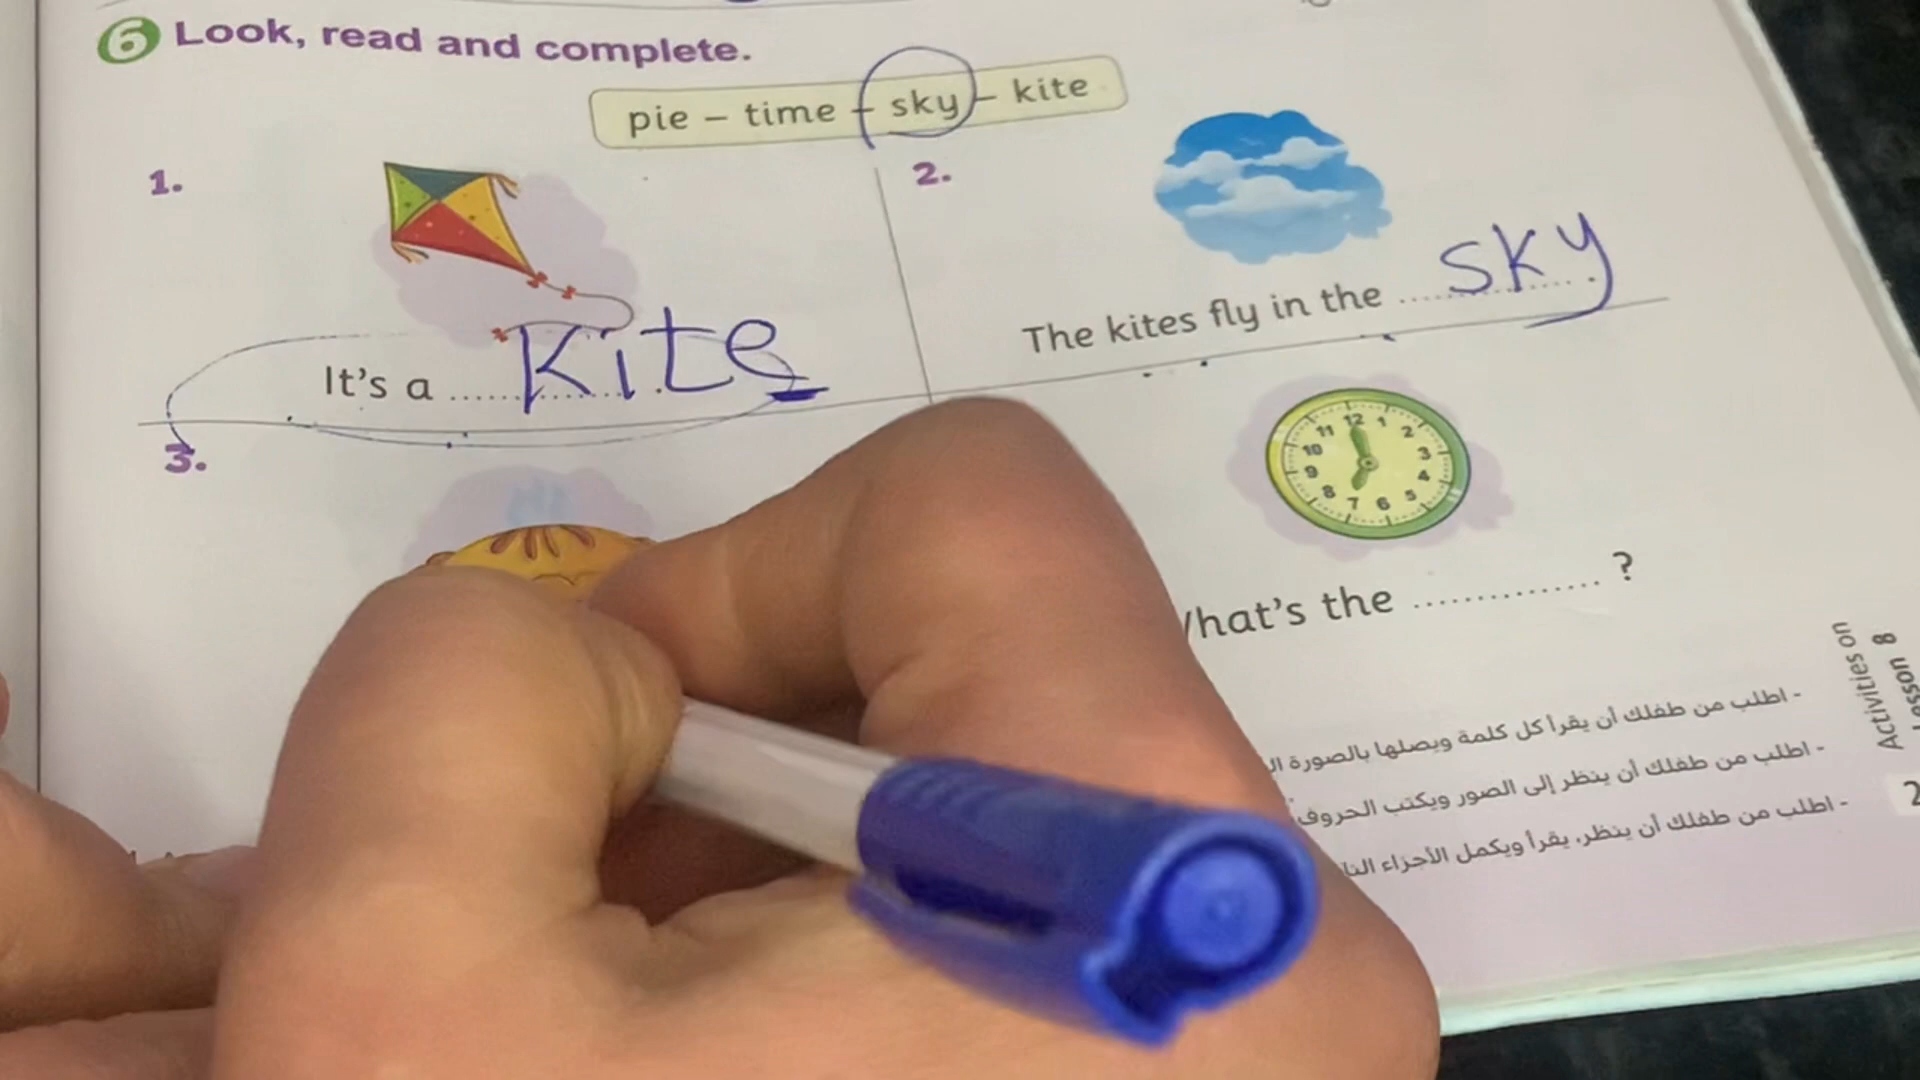 6 Look, read and complete.
pie – time – sky – kite
1.
It's a ..... Kite
2.
The kites fly in the ..... sky
3.
12 1 2 3 4 5 6 7 8 9 10 11
hat's the .............. ?
Activities on
Lesson 8
- اطلب من طفلك أن يقرأ كل كلمة ويصلها بالصورة
- اطلب من طفلك أن ينظر إلى الصور ويكتب الحروف
- اطلب من طفلك أن ينظر، يقرأ ويكمل الأجزاء
2